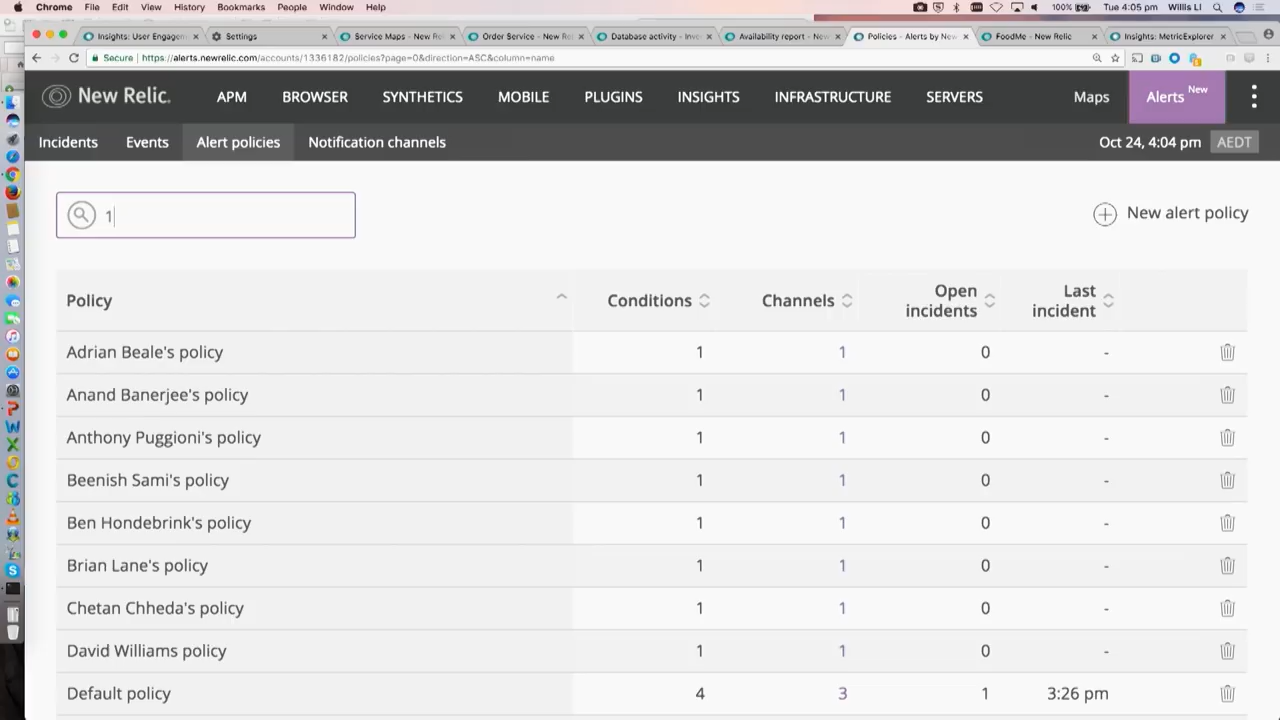 Chrome File Edit View History Bookmarks People Window Help 100% Tue 4:05 pm Willis LI
Insights: User Engagem Settings Service Maps - New Rel Order Service - New Rel Database activity - Inve Availability report - New Policies - Alerts by New FoodMe - New Relic Insights: MetricExplorer
Secure https://alerts.newrelic.com/accounts/1336182/policies?page=0&direction=ASC&column=name
New Relic. APM BROWSER SYNTHETICS MOBILE PLUGINS INSIGHTS INFRASTRUCTURE SERVERS Maps Alerts New
Incidents Events Alert policies Notification channels Oct 24, 4:04 pm AEDT
1
New alert policy
Policy Conditions Channels Open incidents Last incident
Adrian Beale's policy 1 1 0 -
Anand Banerjee's policy 1 1 0 -
Anthony Puggioni's policy 1 1 0 -
Beenish Sami's policy 1 1 0 -
Ben Hondebrink's policy 1 1 0 -
Brian Lane's policy 1 1 0 -
Chetan Chheda's policy 1 1 0 -
David Williams policy 1 1 0 -
Default policy 4 3 1 3:26 pm